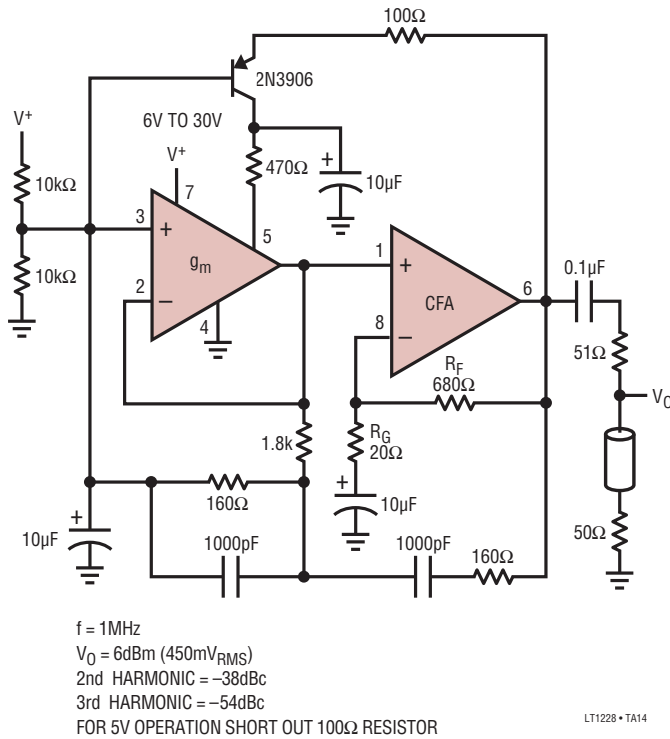 100Ω
2N3906
V+
6V TO 30V
V+
470Ω
+
10µF
10kΩ
7
3
+
5
1
+
0.1µF
gm
CFA
6
10kΩ
2
–
4
8
–
51Ω
VO
RF
680Ω
1.8k
RG
20Ω
160Ω
+
10µF
+
10µF
50Ω
1000pF
1000pF
160Ω
f = 1MHz
VO = 6dBm (450mVRMS)
2nd HARMONIC = –38dBc
3rd HARMONIC = –54dBc
FOR 5V OPERATION SHORT OUT 100Ω RESISTOR
LT1228 • TA14